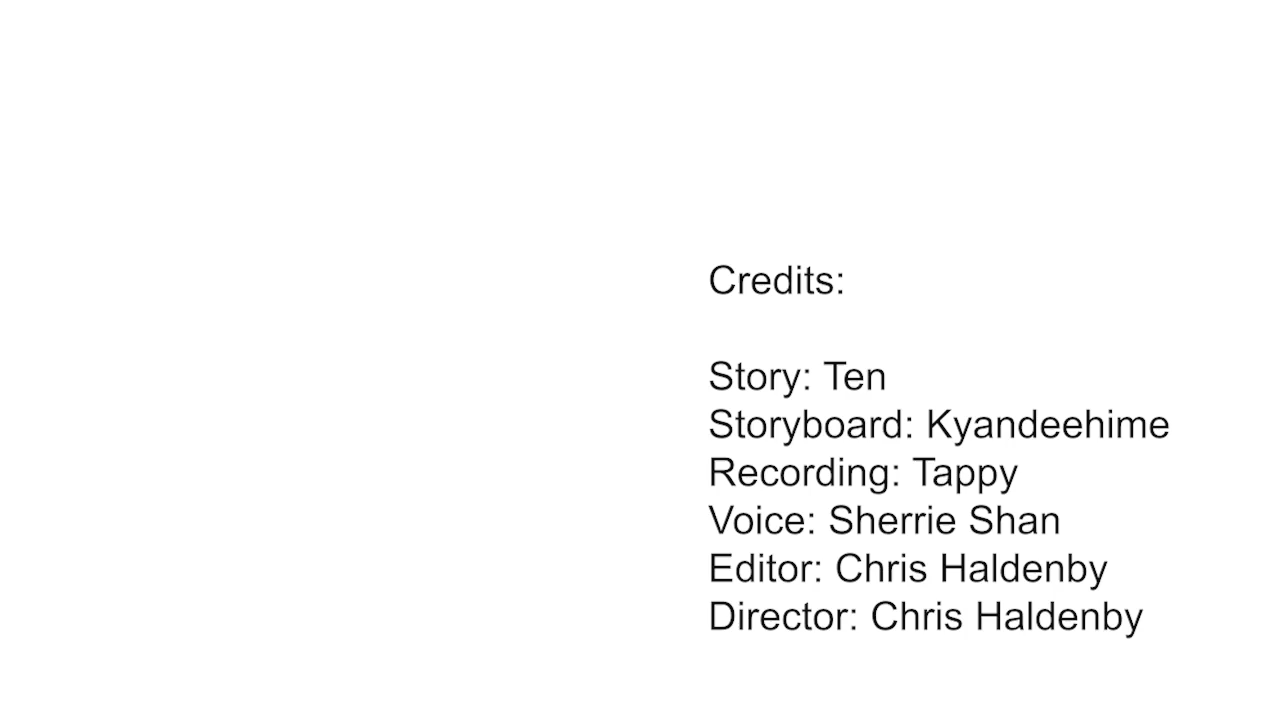 Credits:
Story: Ten
Storyboard: Kyandeehime
Recording: Tappy
Voice: Sherrie Shan
Editor: Chris Haldenby
Director: Chris Haldenby